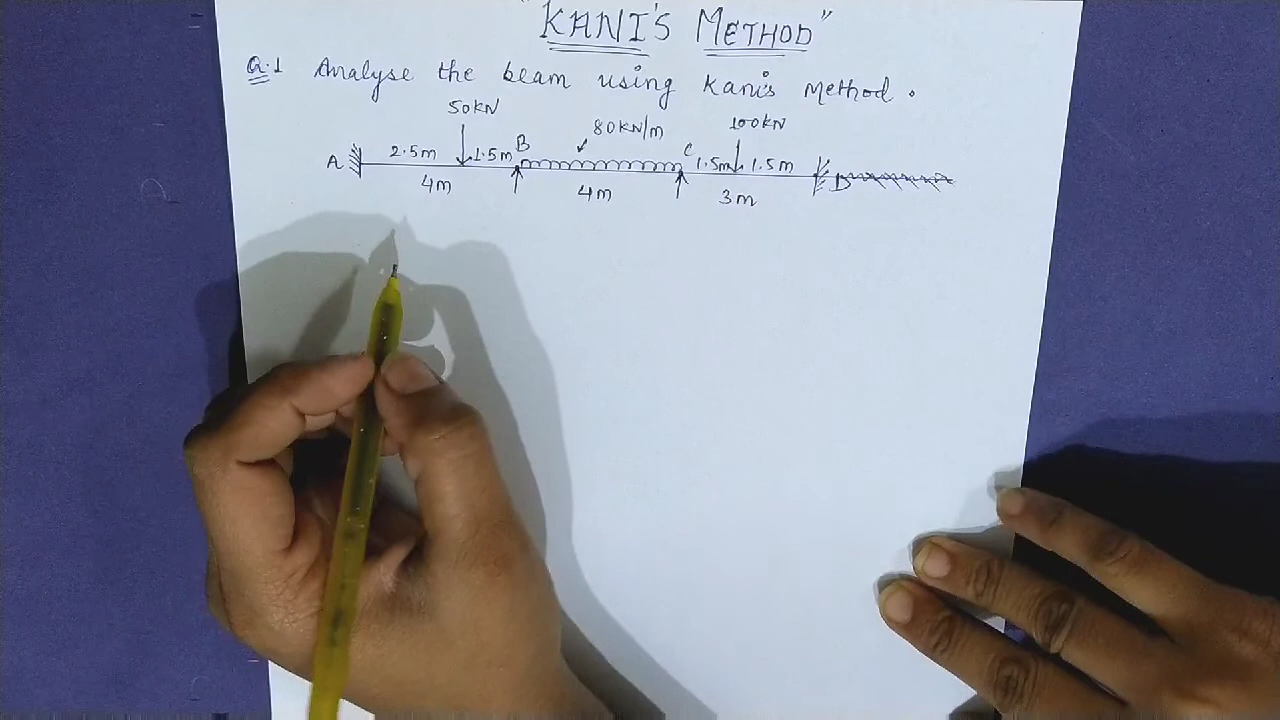 "KANI'S METHOD"
Q.1 Analyse the beam using Kani's Method.
50KN
80KN/m
100KN
A 2.5m 1.5m B C 1.5m 1.5m D
4m 4m 3m